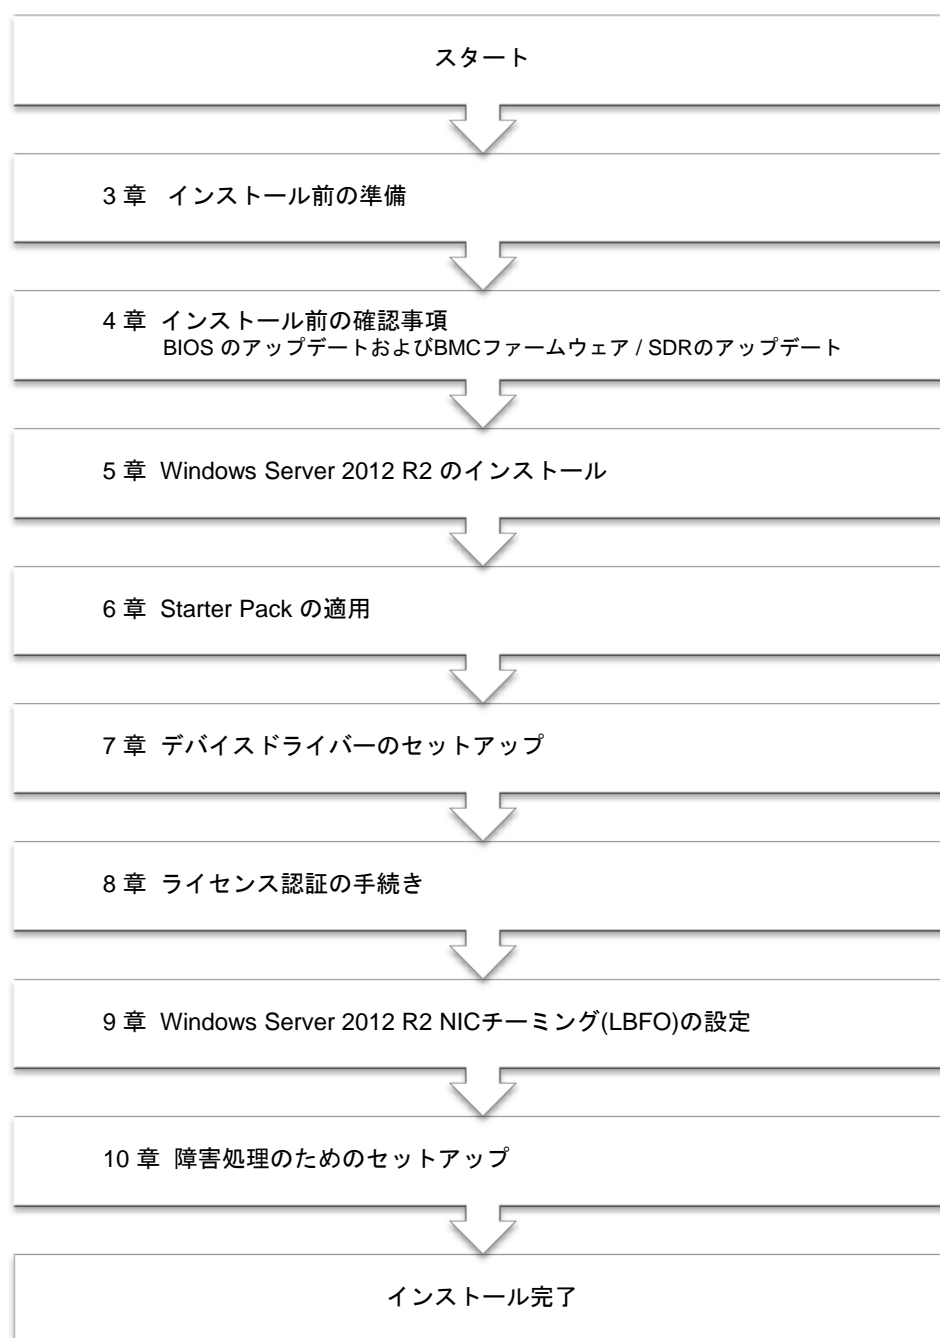 スタート
3 章 インストール前の準備
4 章 インストール前の確認事項
BIOS のアップデートおよびBMCファームウェア / SDRのアップデート
5 章 Windows Server 2012 R2 のインストール
6 章 Starter Pack の適用
7 章 デバイスドライバーのセットアップ
8 章 ライセンス認証の手続き
9 章 Windows Server 2012 R2 NICチーミング(LBFO)の設定
10 章 障害処理のためのセットアップ
インストール完了